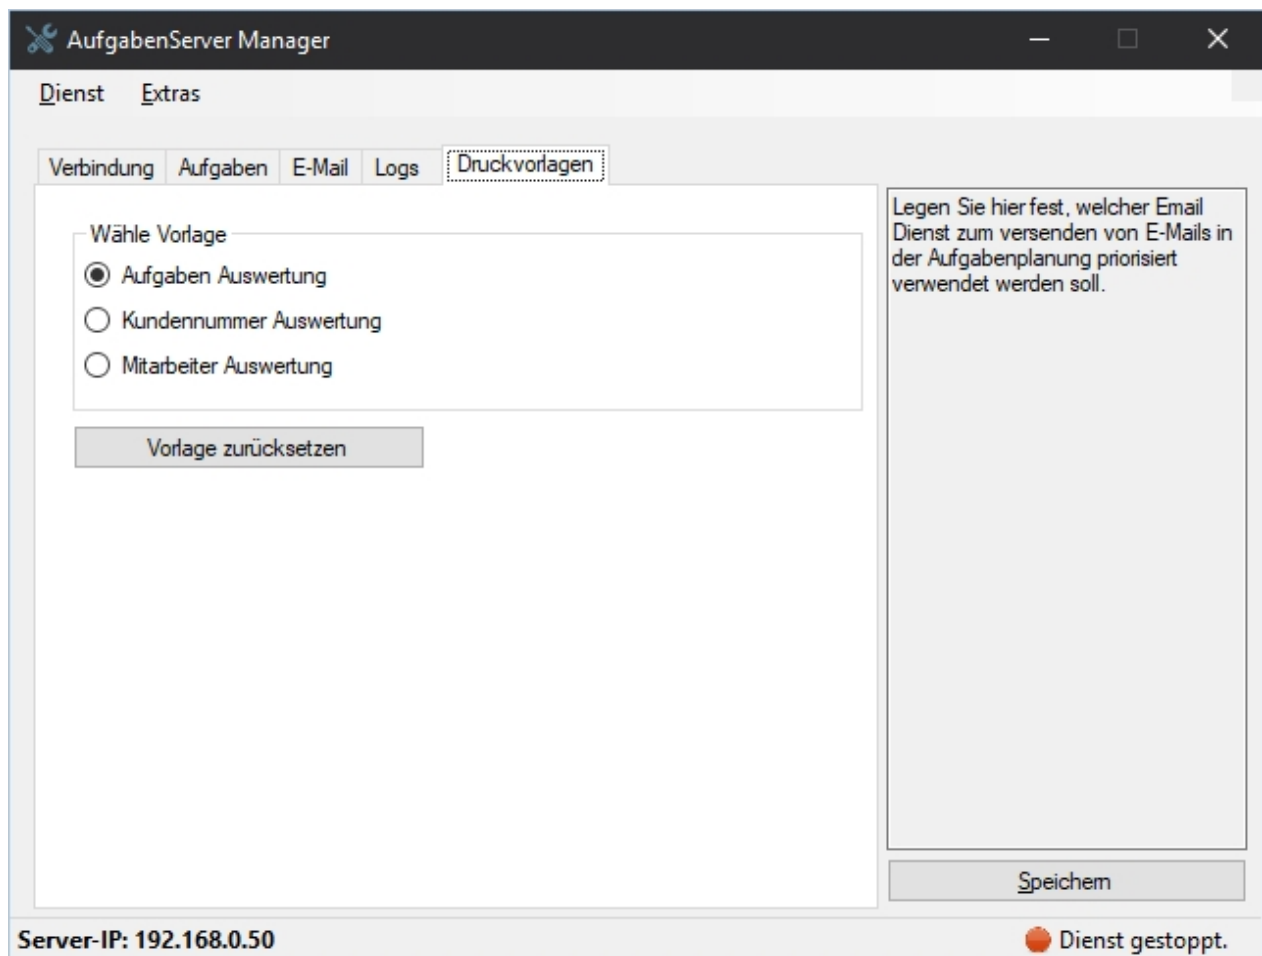 AufgabenServer Manager
Dienst Extras
Verbindung Aufgaben E-Mail Logs Druckvorlagen
Wähle Vorlage
Aufgaben Auswertung
Kundennummer Auswertung
Mitarbeiter Auswertung
Vorlage zurücksetzen
Legen Sie hier fest, welcher Email
Dienst zum versenden von E-Mails in
der Aufgabenplanung priorisiert
verwendet werden soll.
Speichern
Server-IP: 192.168.0.50
Dienst gestoppt.